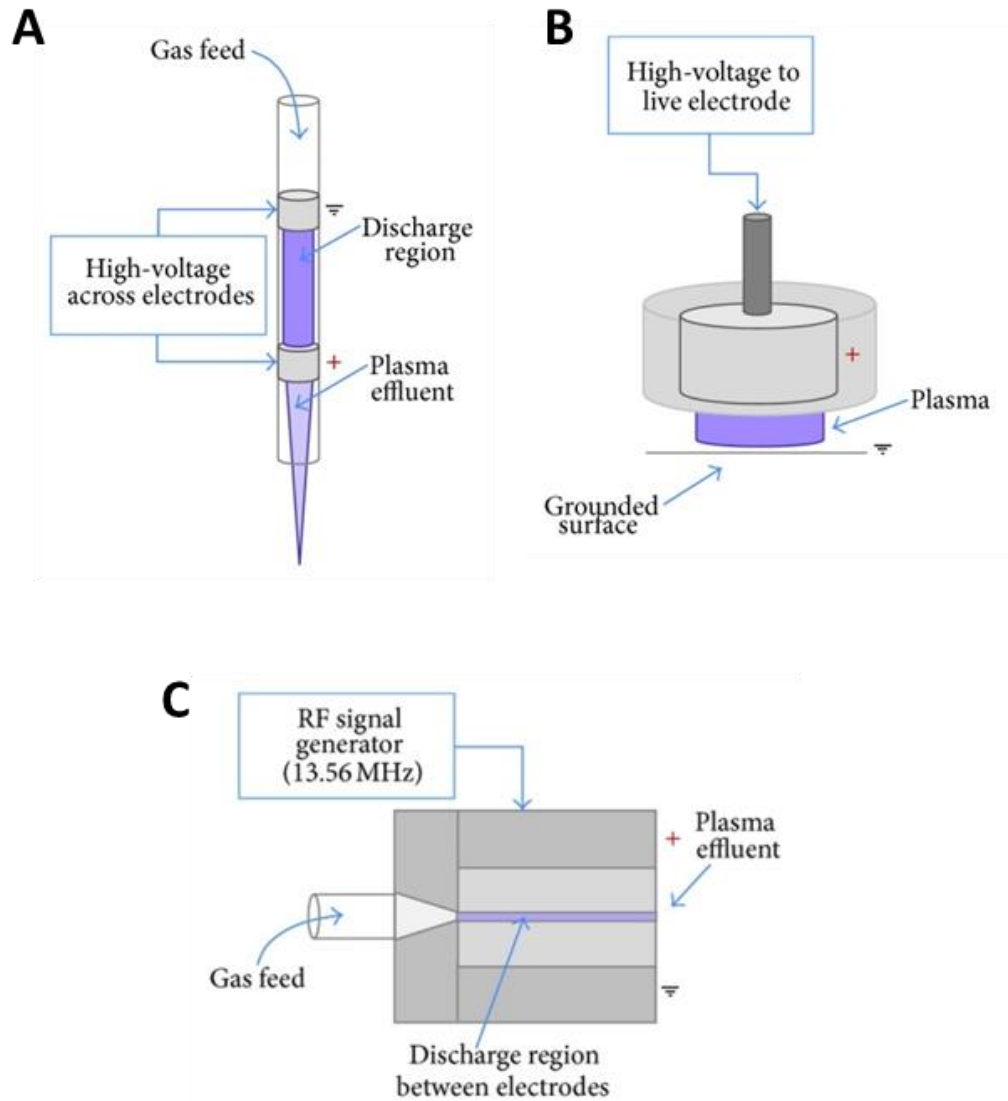 A
Gas feed
Discharge
region
High-voltage
across electrodes
+
Plasma
effluent
B
High-voltage to
live electrode
+
Plasma
Grounded
surface
C
RF signal
generator
(13.56 MHz)
+
Plasma
effluent
Gas feed
Discharge region
between electrodes